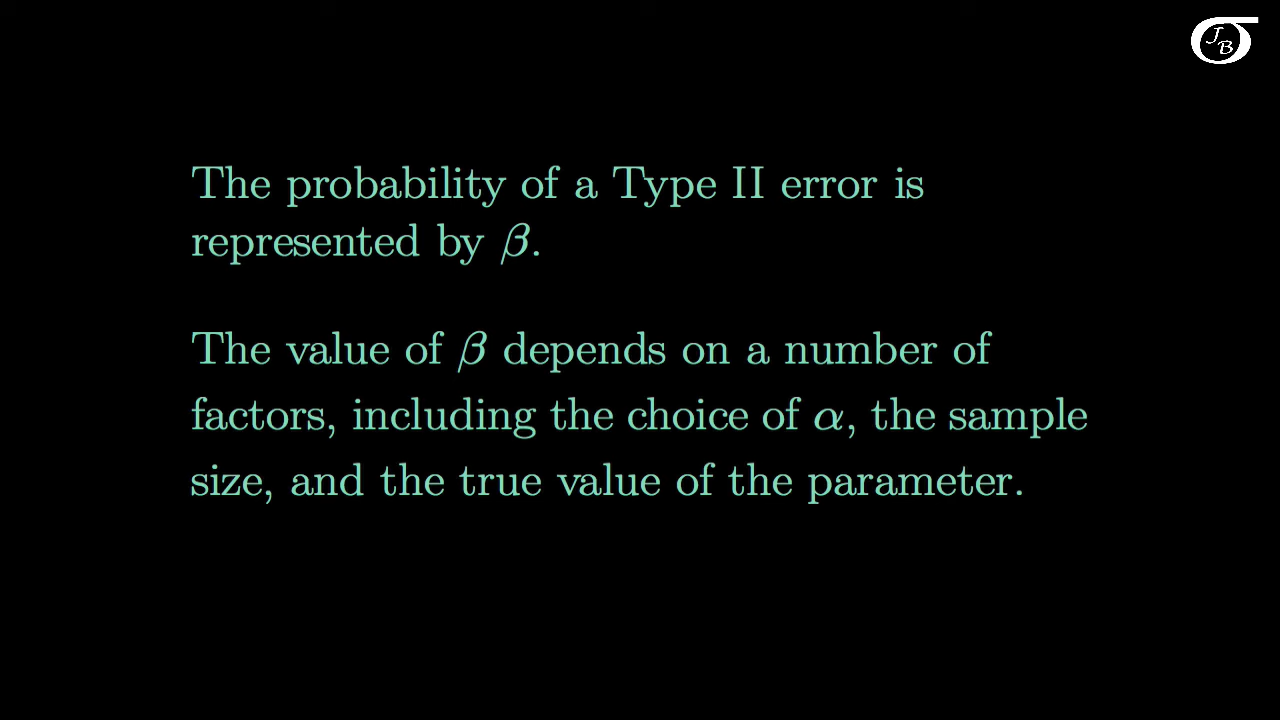 J
B
The probability of a Type II error is
represented by β.
The value of β depends on a number of
factors, including the choice of α, the sample
size, and the true value of the parameter.